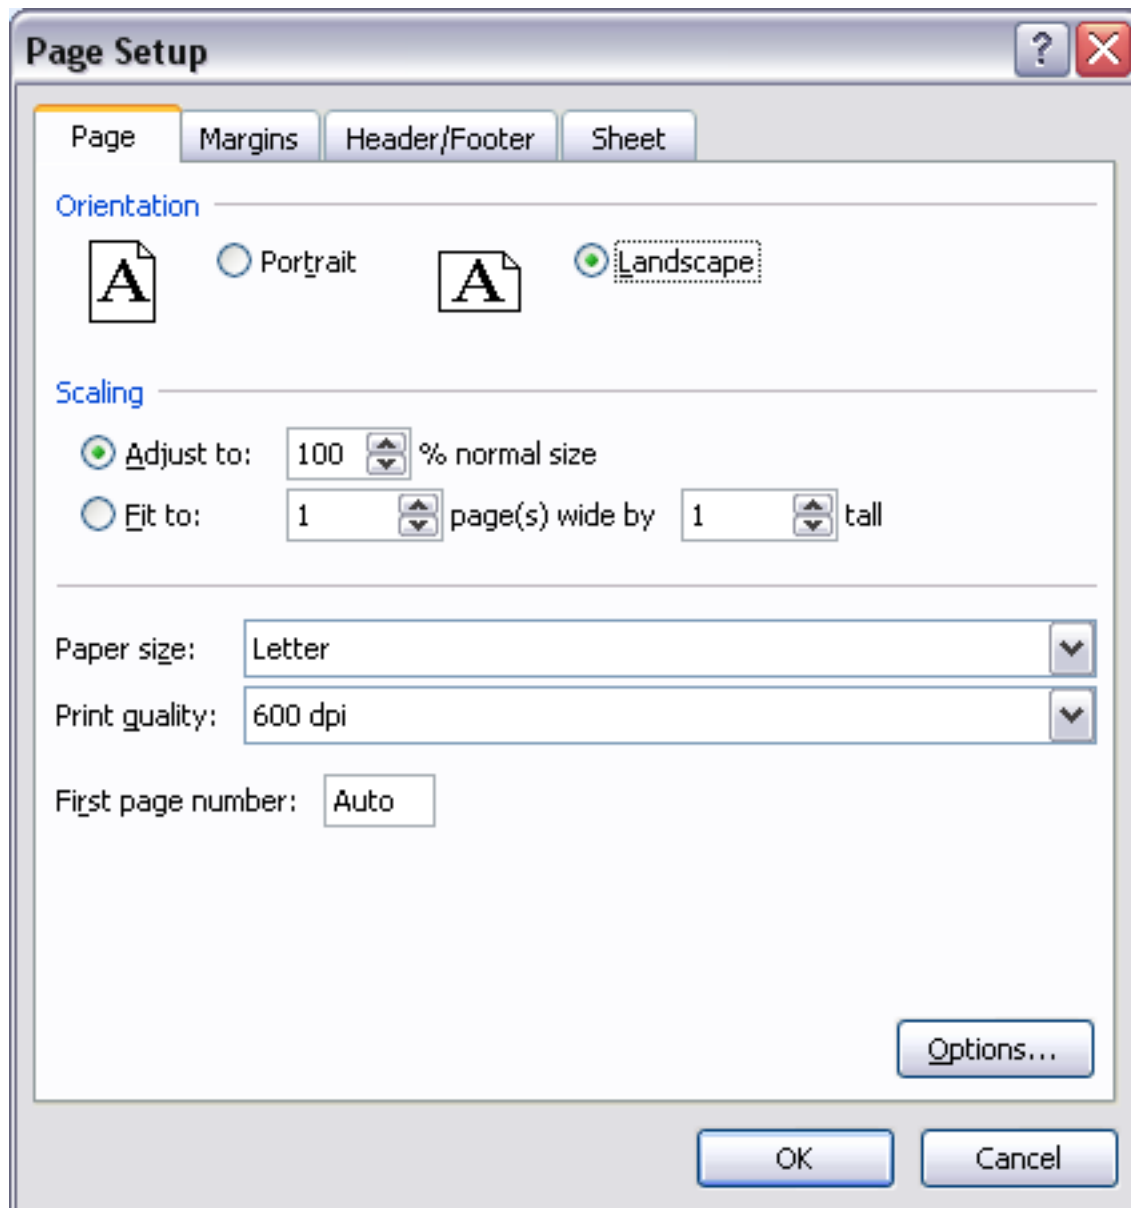 Page Setup ?
Page Margins Header/Footer Sheet
Orientation
A Portrait A Landscape
Scaling
Adjust to: 100 % normal size
Fit to: 1 page(s) wide by 1 tall
Paper size: Letter
Print quality: 600 dpi
First page number: Auto
Options...
OK Cancel